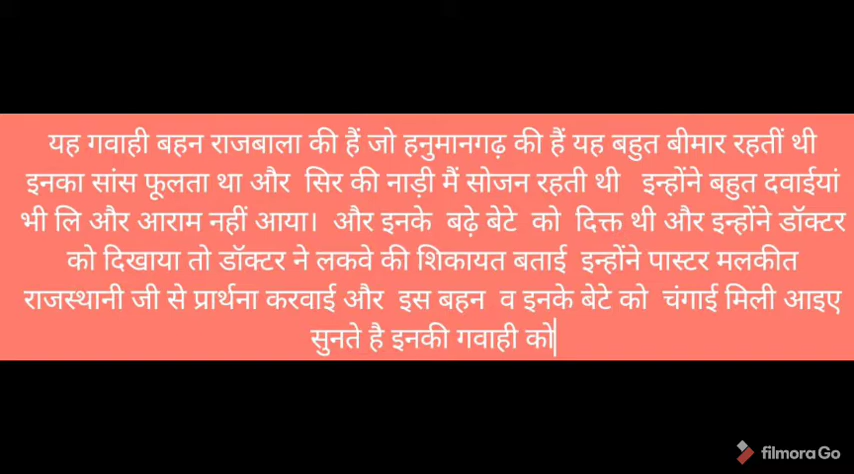 यह गवाही बहन राजबाला की हैं जो हनुमानगढ़ की हैं यह बहुत बीमार रहतीं थी
इनका सांस फूलता था और सिर की नाड़ी मैं सोजन रहती थी इन्होंने बहुत दवाईयां
भी लि और आराम नहीं आया। और इनके बढ़े बेटे को दिक्त थी और इन्होंने डॉक्टर
को दिखाया तो डॉक्टर ने लकवे की शिकायत बताई इन्होंने पास्टर मलकीत
राजस्थानी जी से प्रार्थना करवाई और इस बहन व इनके बेटे को चंगाई मिली आइए
सुनते है इनकी गवाही को
filmoraGo